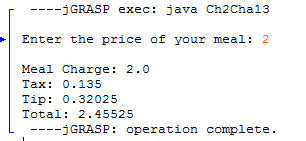 ----jGRASP exec: java Ch2Cha13
Enter the price of your meal: 2
Meal Charge: 2.0
Tax: 0.135
Tip: 0.32025
Total: 2.45525
----jGRASP: operation complete.